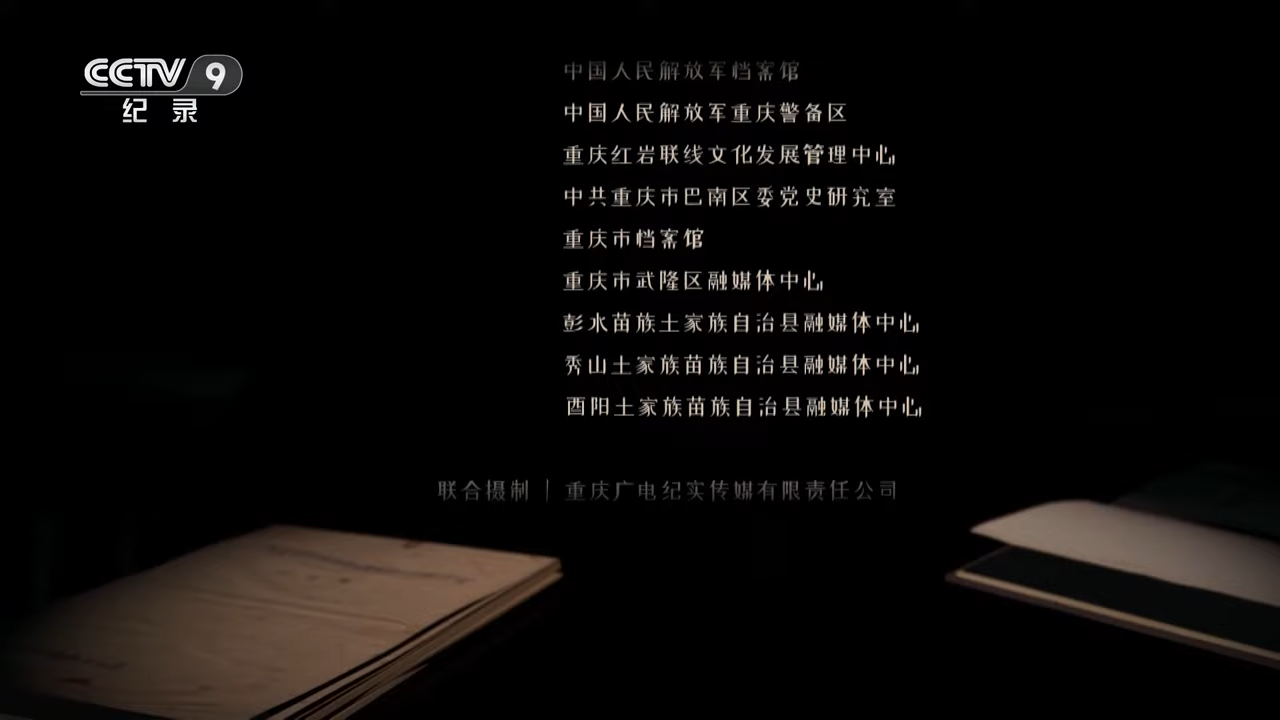 CCTV 9
纪录
中国人民解放军档案馆
中国人民解放军重庆警备区
重庆红岩联线文化发展管理中心
中共重庆市巴南区委党史研究室
重庆市档案馆
重庆市武隆区融媒体中心
彭水苗族土家族自治县融媒体中心
秀山土家族苗族自治县融媒体中心
酉阳土家族苗族自治县融媒体中心
联合摄制 | 重庆广电纪实传媒有限责任公司